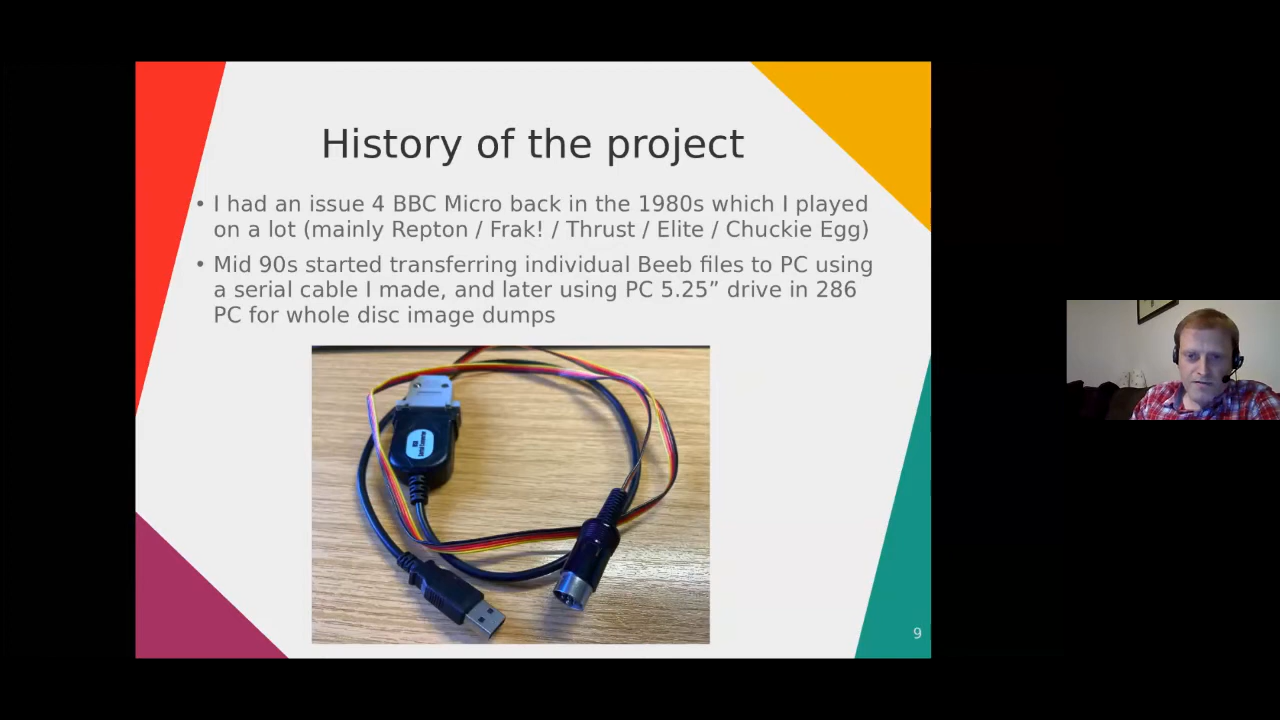 History of the project
• I had an issue 4 BBC Micro back in the 1980s which I played
on a lot (mainly Repton / Frak! / Thrust / Elite / Chuckie Egg)
• Mid 90s started transferring individual Beeb files to PC using
a serial cable I made, and later using PC 5.25” drive in 286
PC for whole disc image dumps
9